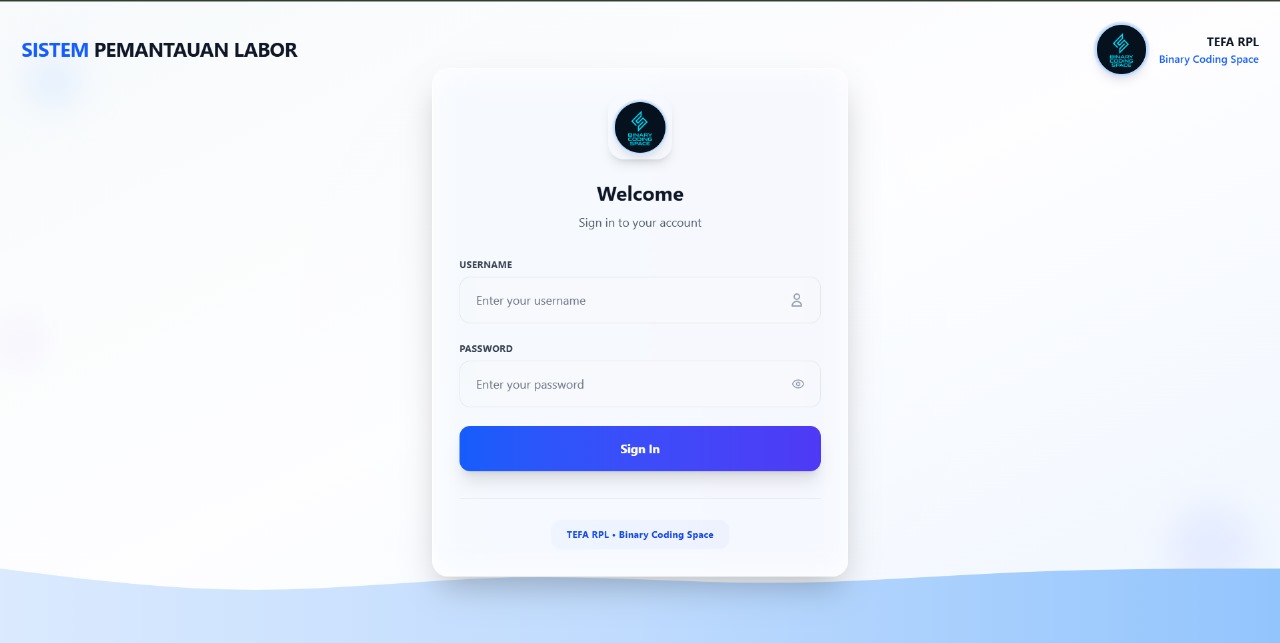 SISTEM PEMANTAUAN LABOR
BINARY
CODING
SPACE
TEFA RPL
Binary Coding Space
BINARY
CODING
SPACE
Welcome
Sign in to your account
USERNAME
Enter your username
PASSWORD
Enter your password
Sign In
TEFA RPL • Binary Coding Space